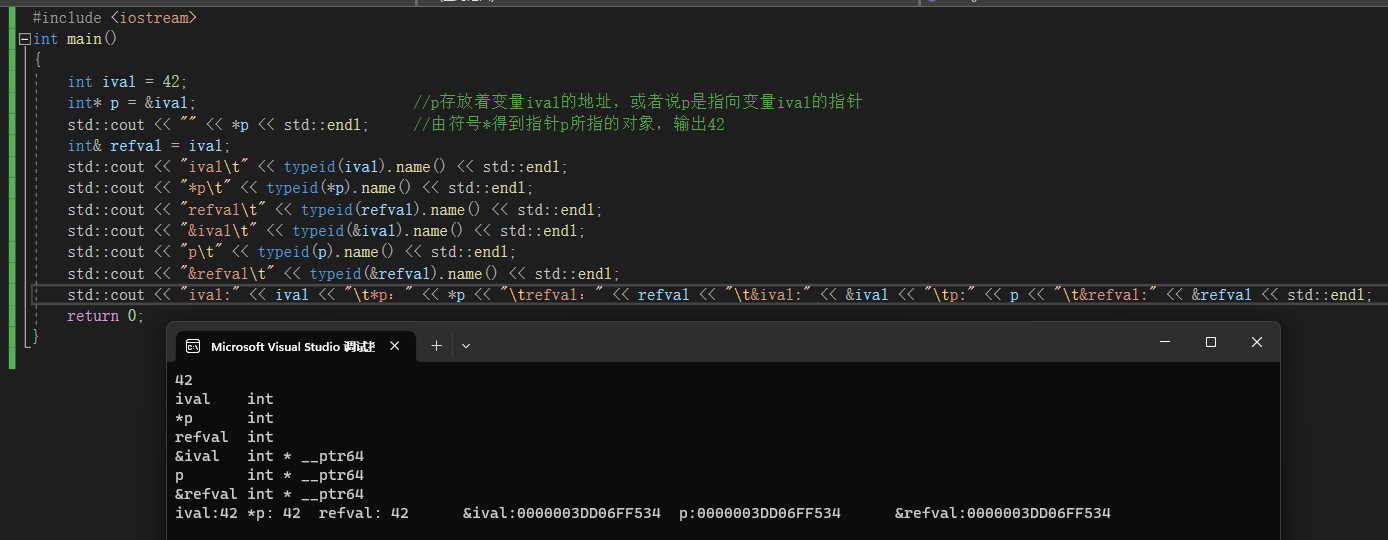 #include <iostream>
int main()
{
    int ival = 42;
    int* p = &ival;                         //p存放着变量ival的地址，或者说p是指向变量ival的指针
    std::cout << "" << *p << std::endl;     //由符号*得到指针p所指的对象，输出42
    int& refval = ival;
    std::cout << "ival\t" << typeid(ival).name() << std::endl;
    std::cout << "*p\t" << typeid(*p).name() << std::endl;
    std::cout << "refval\t" << typeid(refval).name() << std::endl;
    std::cout << "&ival\t" << typeid(&ival).name() << std::endl;
    std::cout << "p\t" << typeid(p).name() << std::endl;
    std::cout << "&refval\t" << typeid(&refval).name() << std::endl;
    std::cout << "ival:" << ival << "\t*p：" << *p << "\trefval：" << refval << "\t&ival:" << &ival << "\tp:" << p << "\t&refval:" << &refval << std::endl;
    return 0;
}
Microsoft Visual Studio 调试
42
ival    int
*p      int
refval  int
&ival   int * __ptr64
p       int * __ptr64
&refval int * __ptr64
ival:42 *p：42  refval：42      &ival:0000003DD06FF534  p:0000003DD06FF534      &refval:0000003DD06FF534